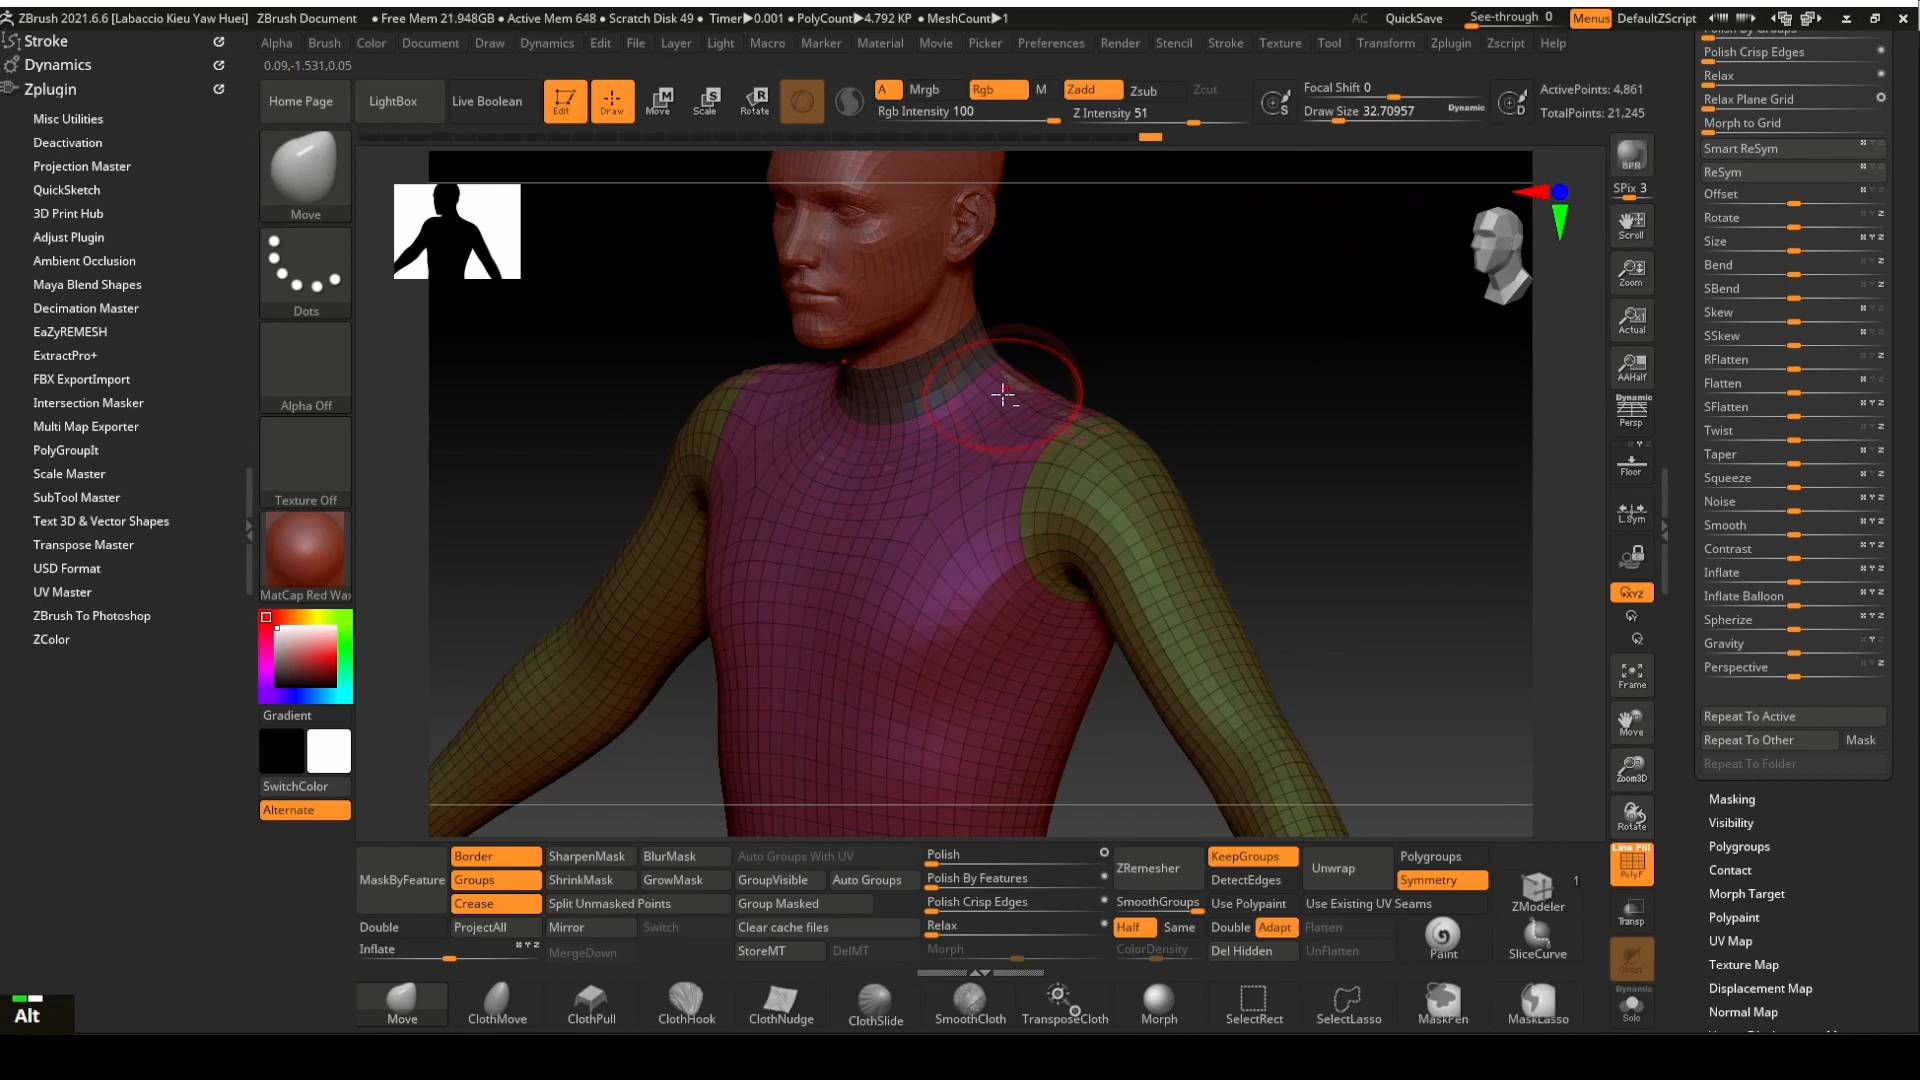 ZBrush 2021.6.6 [Labaccio Kieu Yaw Huei] ZBrush Document • Free Mem 21.948GB • Active Mem 648 • Scratch Disk 49 • Timer▶0.001 • PolyCount▶4.792 KP • MeshCount▶1 AC QuickSave See-through 0 Menus DefaultZScript
Alpha Brush Color Document Draw Dynamics Edit File Layer Light Macro Marker Material Movie Picker Preferences Render Stencil Stroke Texture Tool Transform Zplugin Zscript Help
0.09,-1.531,0.05
Stroke
Dynamics
Zplugin
Misc Utilities
Deactivation
Projection Master
QuickSketch
3D Print Hub
Adjust Plugin
Ambient Occlusion
Maya Blend Shapes
Decimation Master
EaZyREMESH
ExtractPro+
FBX ExportImport
Intersection Masker
Multi Map Exporter
PolyGroupIt
Scale Master
SubTool Master
Text 3D & Vector Shapes
Transpose Master
USD Format
UV Master
ZBrush To Photoshop
ZColor
Alt
Home Page LightBox Live Boolean Edit Draw Move Scale Rotate
A Mrgb Rgb M Zadd Zsub Zcut
Rgb Intensity 100 Z Intensity 51
S Focal Shift 0
Draw Size 32.70957 Dynamic D
ActivePoints: 4,861
TotalPoints: 21,245
Move
Dots
Alpha Off
Texture Off
MatCap Red Wax
Gradient
SwitchColor
Alternate
BPR
SPix 3
Scroll
Zoom
Actual
AAHalf
Dynamic
Persp
Floor
L.Sym
XYZ
Frame
Move
Zoom3D
Rotate
Line Fill
PolyF
Transp
Ghost
Dynamic
Solo
Polish By Groups
Polish Crisp Edges
Relax
Relax Plane Grid
Morph to Grid
Smart ReSym
ReSym
Offset
Rotate
Size
Bend
SBend
Skew
SSkew
RFlatten
Flatten
SFlatten
Twist
Taper
Squeeze
Noise
Smooth
Contrast
Inflate
Inflate Balloon
Spherize
Gravity
Perspective
Repeat To Active
Repeat To Other Mask
Repeat To Folder
Masking
Visibility
Polygroups
Contact
Morph Target
Polypaint
UV Map
Texture Map
Displacement Map
Normal Map
MaskByFeature Border SharpenMask BlurMask Auto Groups With UV Polish
Groups ShrinkMask GrowMask GroupVisible Auto Groups Polish By Features
Crease Split Unmasked Points Group Masked Polish Crisp Edges
Double ProjectAll Mirror Switch Clear cache files Relax
Inflate MergeDown StoreMT DelMT Morph
ZRemesher KeepGroups Unwrap Polygroups
DetectEdges Symmetry
SmoothGroups Use Polypaint Use Existing UV Seams
Half Same Double Adapt Flatten
ColorDensity Del Hidden UnFlatten
1
ZModeler
Paint SliceCurve
Move ClothMove ClothPull ClothHook ClothNudge ClothSlide SmoothCloth TransposeCloth Morph SelectRect SelectLasso MaskPen MaskLasso